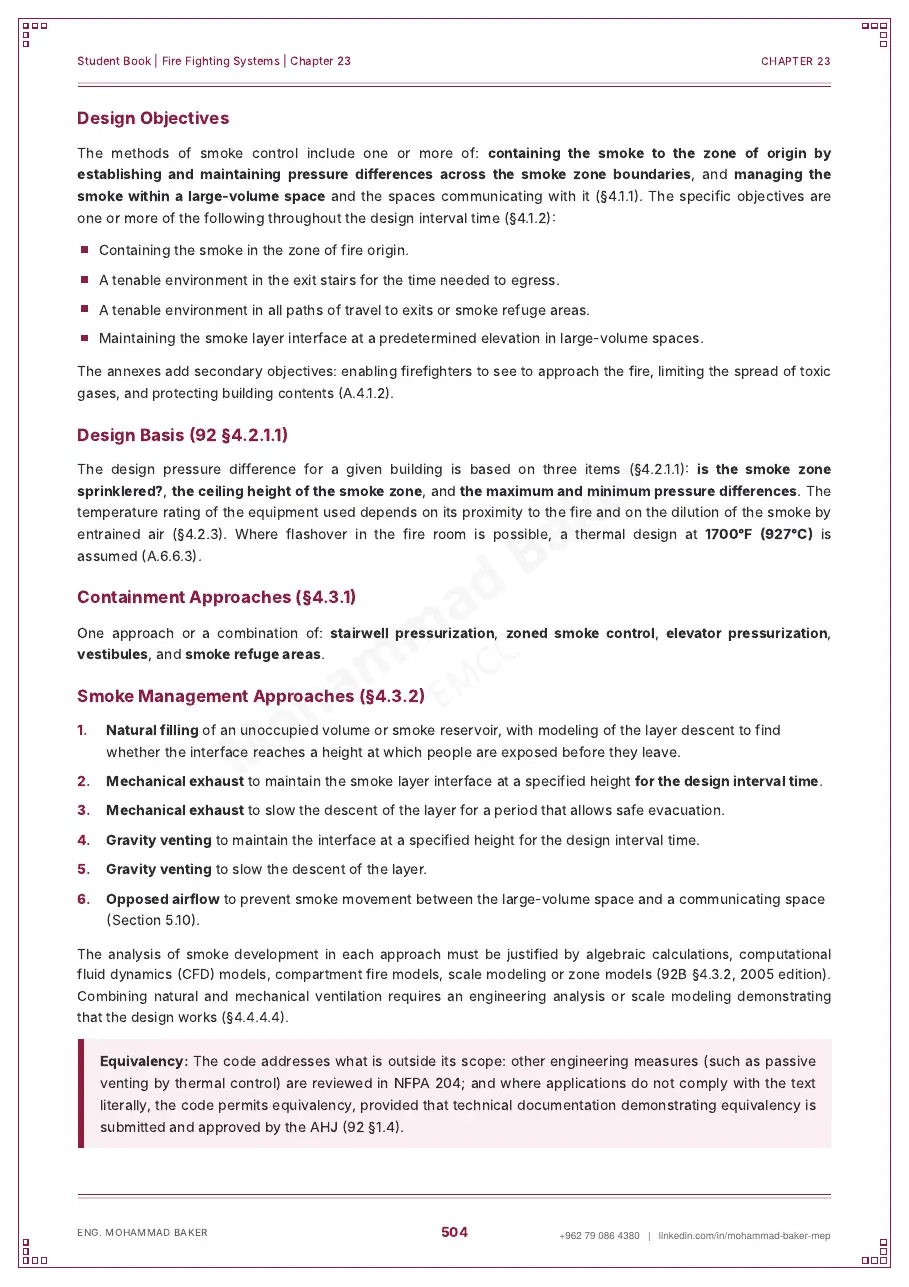 Student Book | Fire Fighting Systems | Chapter 23
CHAPTER 23
Design Objectives
The methods of smoke control include one or more of: containing the smoke to the zone of origin by
establishing and maintaining pressure differences across the smoke zone boundaries, and managing the
smoke within a large-volume space and the spaces communicating with it (§4.1.1). The specific objectives are
one or more of the following throughout the design interval time (§4.1.2):
Containing the smoke in the zone of fire origin.
A tenable environment in the exit stairs for the time needed to egress.
A tenable environment in all paths of travel to exits or smoke refuge areas.
Maintaining the smoke layer interface at a predetermined elevation in large-volume spaces.
The annexes add secondary objectives: enabling firefighters to see to approach the fire, limiting the spread of toxic
gases, and protecting building contents (A.4.1.2).
Design Basis (92 §4.2.1.1)
The design pressure difference for a given building is based on three items (§4.2.1.1): is the smoke zone
sprinklered?, the ceiling height of the smoke zone, and the maximum and minimum pressure differences. The
temperature rating of the equipment used depends on its proximity to the fire and on the dilution of the smoke by
entrained air (§4.2.3). Where flashover in the fire room is possible, a thermal design at 1700°F (927°C) is
assumed (A.6.6.3).
Containment Approaches (§4.3.1)
One approach or a combination of: stairwell pressurization, zoned smoke control, elevator pressurization,
vestibules, and smoke refuge areas.
Smoke Management Approaches (§4.3.2)
1. Natural filling of an unoccupied volume or smoke reservoir, with modeling of the layer descent to find
whether the interface reaches a height at which people are exposed before they leave.
2. Mechanical exhaust to maintain the smoke layer interface at a specified height for the design interval time.
3. Mechanical exhaust to slow the descent of the layer for a period that allows safe evacuation.
4. Gravity venting to maintain the interface at a specified height for the design interval time.
5. Gravity venting to slow the descent of the layer.
6. Opposed airflow to prevent smoke movement between the large-volume space and a communicating space
(Section 5.10).
The analysis of smoke development in each approach must be justified by algebraic calculations, computational
fluid dynamics (CFD) models, compartment fire models, scale modeling or zone models (92B §4.3.2, 2005 edition).
Combining natural and mechanical ventilation requires an engineering analysis or scale modeling demonstrating
that the design works (§4.4.4.4).
Equivalency: The code addresses what is outside its scope: other engineering measures (such as passive
venting by thermal control) are reviewed in NFPA 204; and where applications do not comply with the text
literally, the code permits equivalency, provided that technical documentation demonstrating equivalency is
submitted and approved by the AHJ (92 §1.4).
Mohammad Baker
EMCC
ENG. MOHAMMAD BAKER
504
+962 79 086 4380 | linkedin.com/in/mohammad-baker-mep